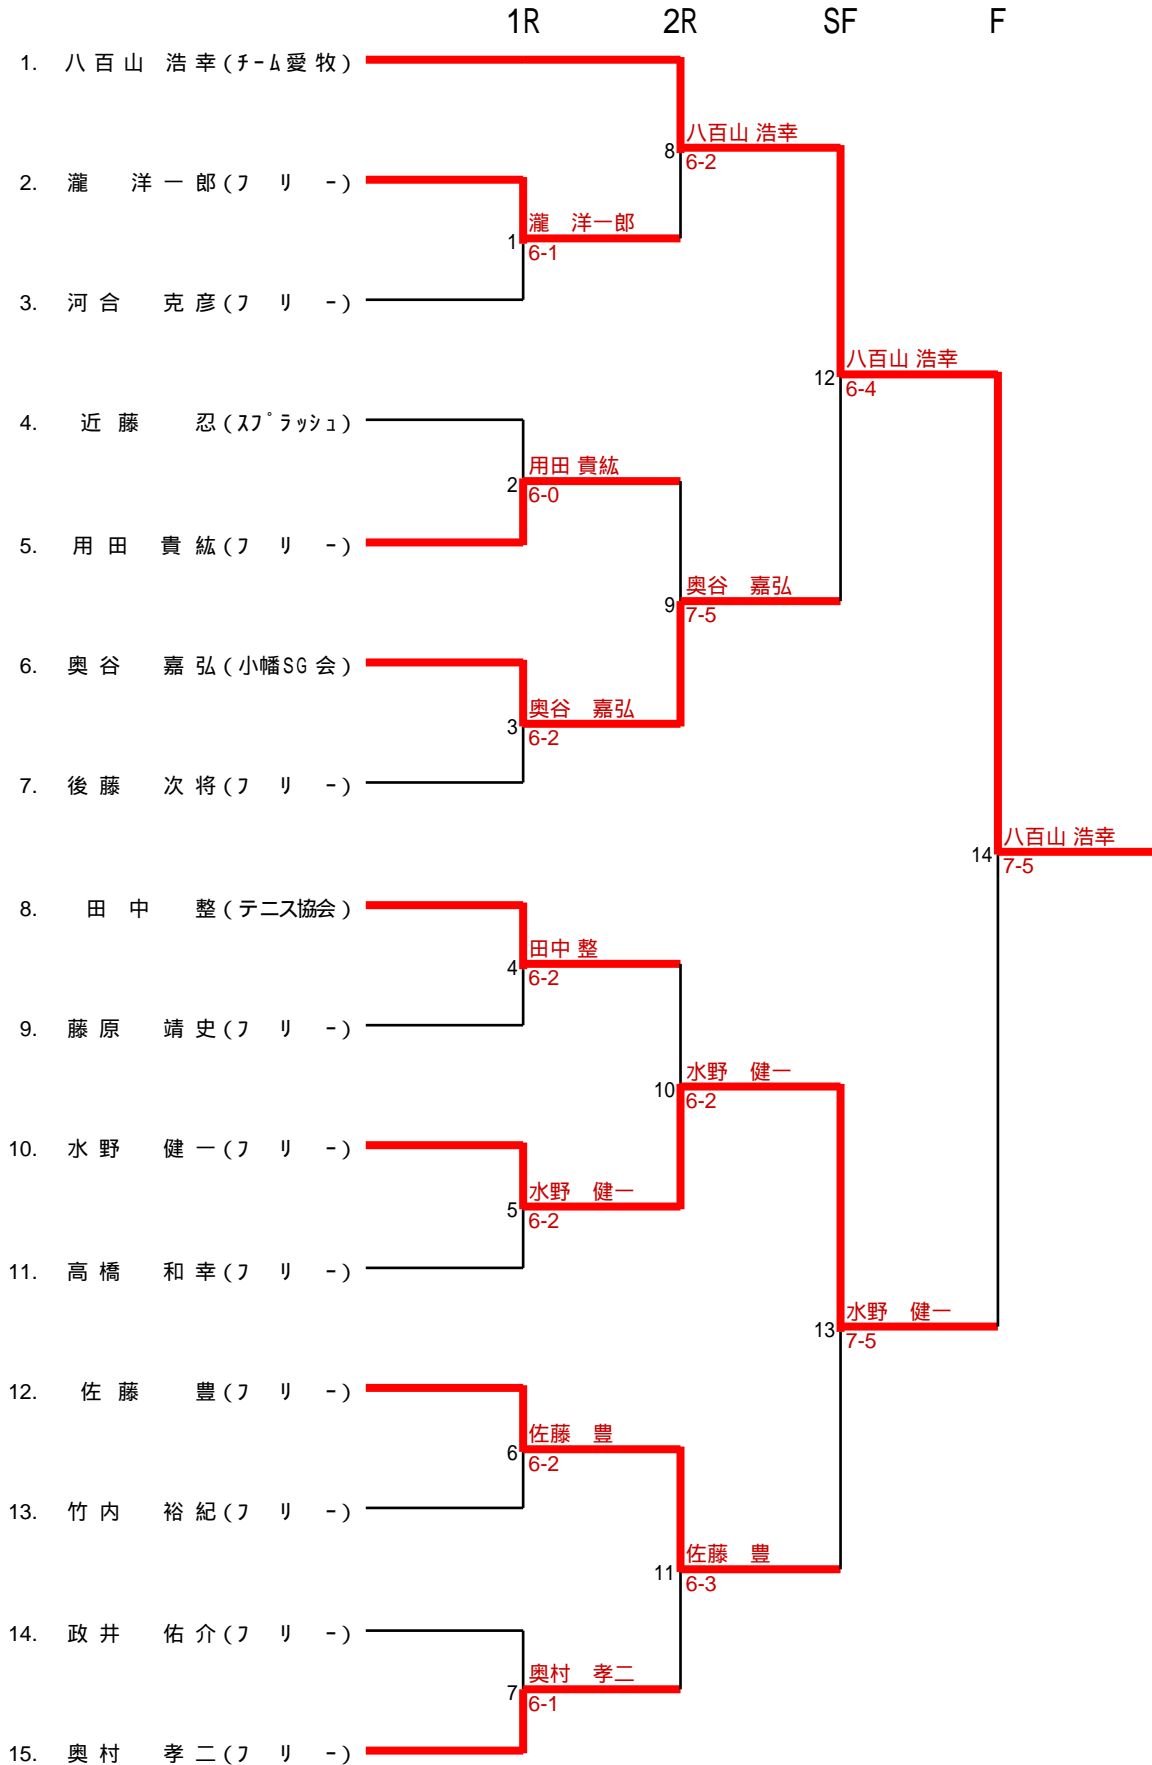 1R 2R SF F
1. 八百山 浩幸(ﾁｰﾑ愛牧)
八百山 浩幸
8
6-2
2. 瀧 洋一郎(ﾌ ﾘ ｰ)
瀧 洋一郎
1
6-1
3. 河合 克彦(ﾌ ﾘ ｰ)
八百山 浩幸
12
6-4
4. 近藤 忍(ｽﾌﾟﾗｯｼｭ)
用田 貴紘
2
6-0
5. 用田 貴紘(ﾌ ﾘ ｰ)
奥谷 嘉弘
9
7-5
6. 奥谷 嘉弘(小幡SG会)
奥谷 嘉弘
3
6-2
7. 後藤 次将(ﾌ ﾘ ｰ)
八百山 浩幸
14
7-5
8. 田中 整(テニス協会)
田中 整
4
6-2
9. 藤原 靖史(ﾌ ﾘ ｰ)
水野 健一
10
6-2
10. 水野 健一(ﾌ ﾘ ｰ)
水野 健一
5
6-2
11. 高橋 和幸(ﾌ ﾘ ｰ)
水野 健一
13
7-5
12. 佐藤 豊(ﾌ ﾘ ｰ)
佐藤 豊
6
6-2
13. 竹内 裕紀(ﾌ ﾘ ｰ)
佐藤 豊
11
6-3
14. 政井 佑介(ﾌ ﾘ ｰ)
奥村 孝二
7
6-1
15. 奥村 孝二(ﾌ ﾘ ｰ)